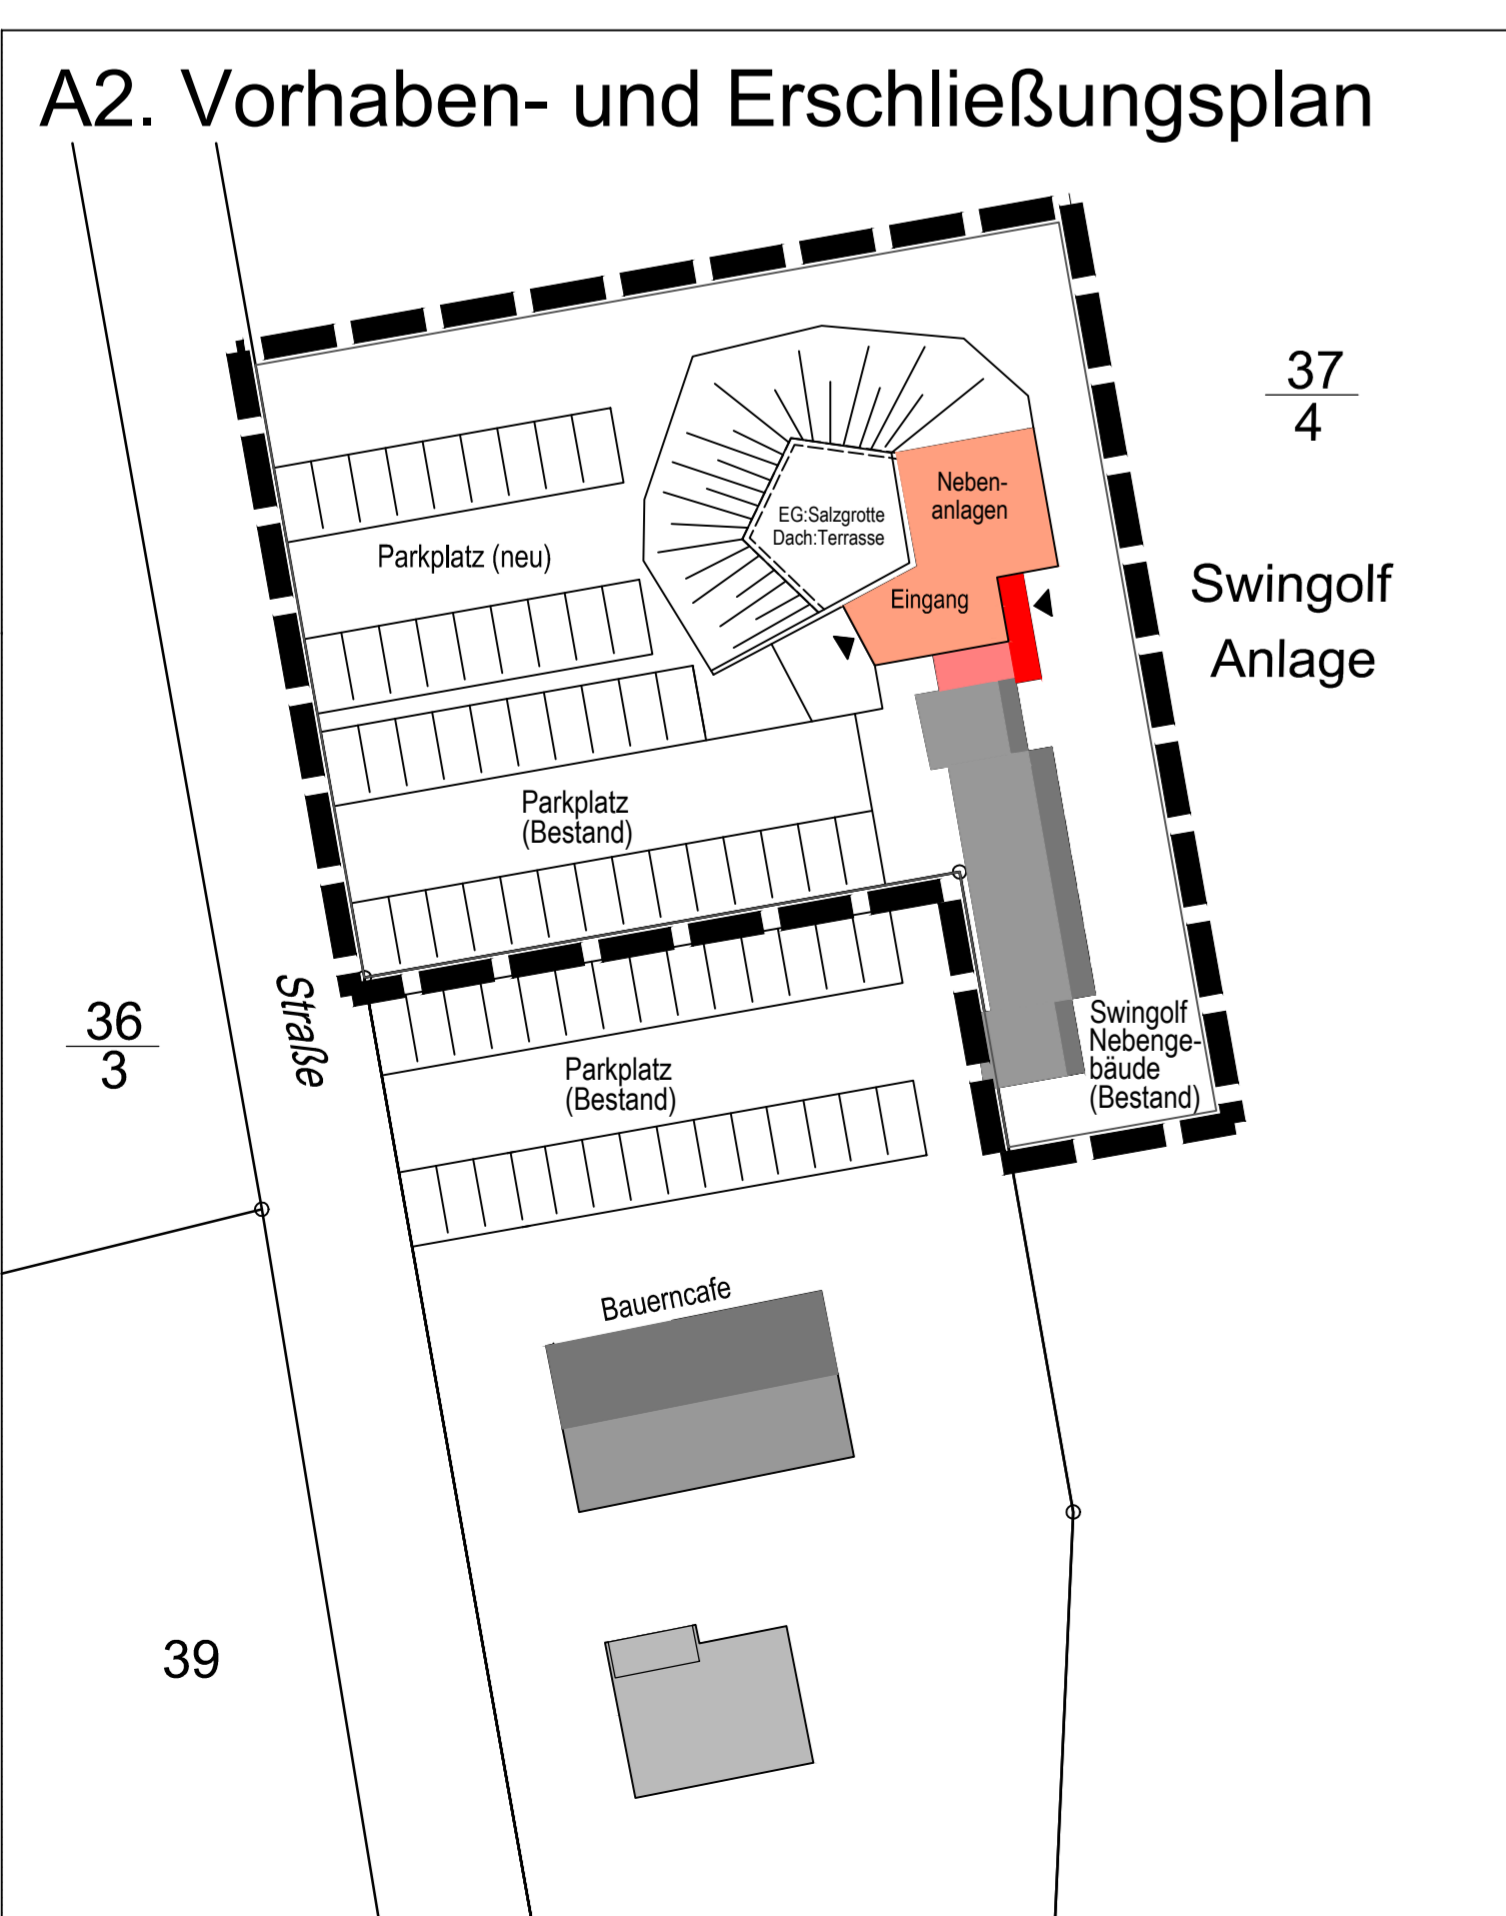 A2. Vorhaben- und Erschließungsplan
37
4
Neben-
anlagen
EG:Salzgrotte
Dach:Terrasse
Parkplatz (neu)
Eingang
Swingolf
Anlage
Parkplatz
(Bestand)
Straße
36
3
Swingolf
Nebenge-
bäude
(Bestand)
Parkplatz
(Bestand)
Bauerncafe
39